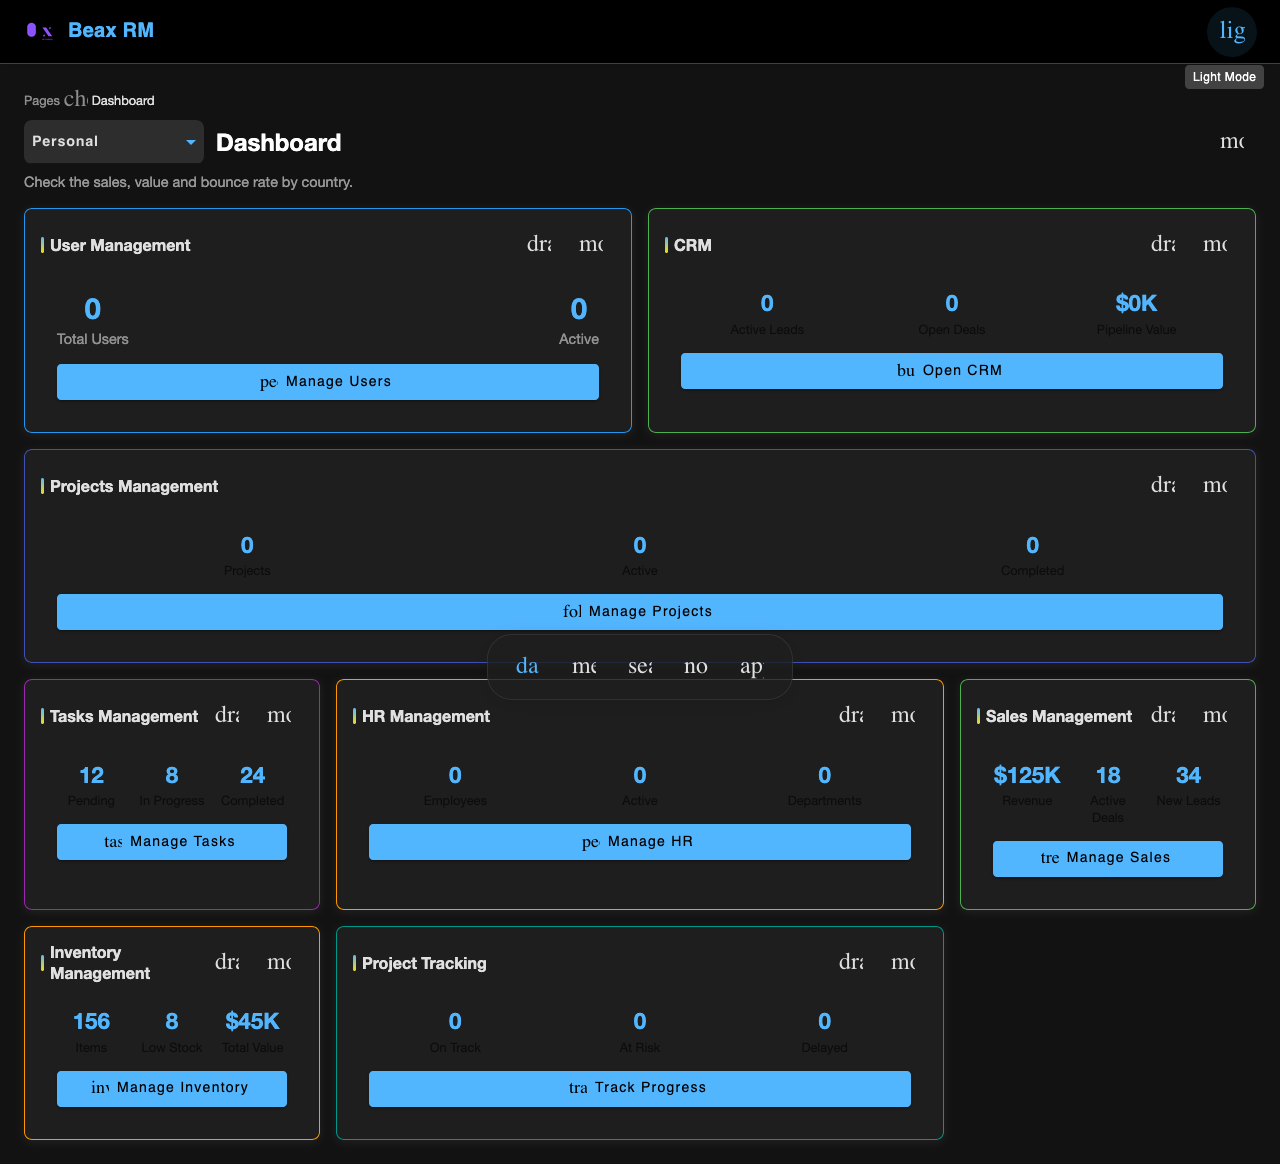 Beax RM
lig
Light Mode
Pages ch Dashboard
Personal
Dashboard
mo
Check the sales, value and bounce rate by country.
User Management
dra
mo
0
Total Users
0
Active
pe Manage Users
CRM
dra
mo
0
Active Leads
0
Open Deals
$0K
Pipeline Value
bu Open CRM
Projects Management
dra
mo
0
Projects
0
Active
0
Completed
fol Manage Projects
da
me
sea
no
ap
Tasks Management
dra
mo
12
Pending
8
In Progress
24
Completed
tas Manage Tasks
HR Management
dra
mo
0
Employees
0
Active
0
Departments
pe Manage HR
Sales Management
dra
mo
$125K
Revenue
18
Active
Deals
34
New Leads
tre Manage Sales
Inventory
Management
dra
mo
156
Items
8
Low Stock
$45K
Total Value
inv Manage Inventory
Project Tracking
dra
mo
0
On Track
0
At Risk
0
Delayed
tra Track Progress